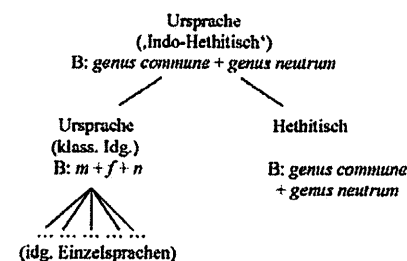 Ursprache
(‚Indo-Hethitisch‘)
B: genus commune + genus neutrum
Ursprache
(klass. Idg.)
B: m + f + n
Hethitisch
B: genus commune
+ genus neutrum
... ... ... ... ...
(idg. Einzelsprachen)